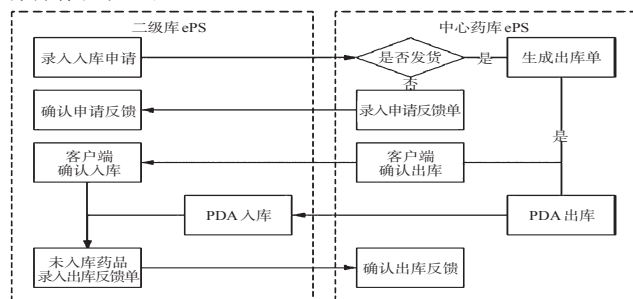 二级库 ePS
中心药库 ePS
录入入库申请
是否发货
是
生成出库单
否
确认申请反馈
录入申请反馈单
是
客户端
确认入库
客户端
确认出库
PDA 入库
PDA 出库
未入库药品
录入出库反馈单
确认出库反馈